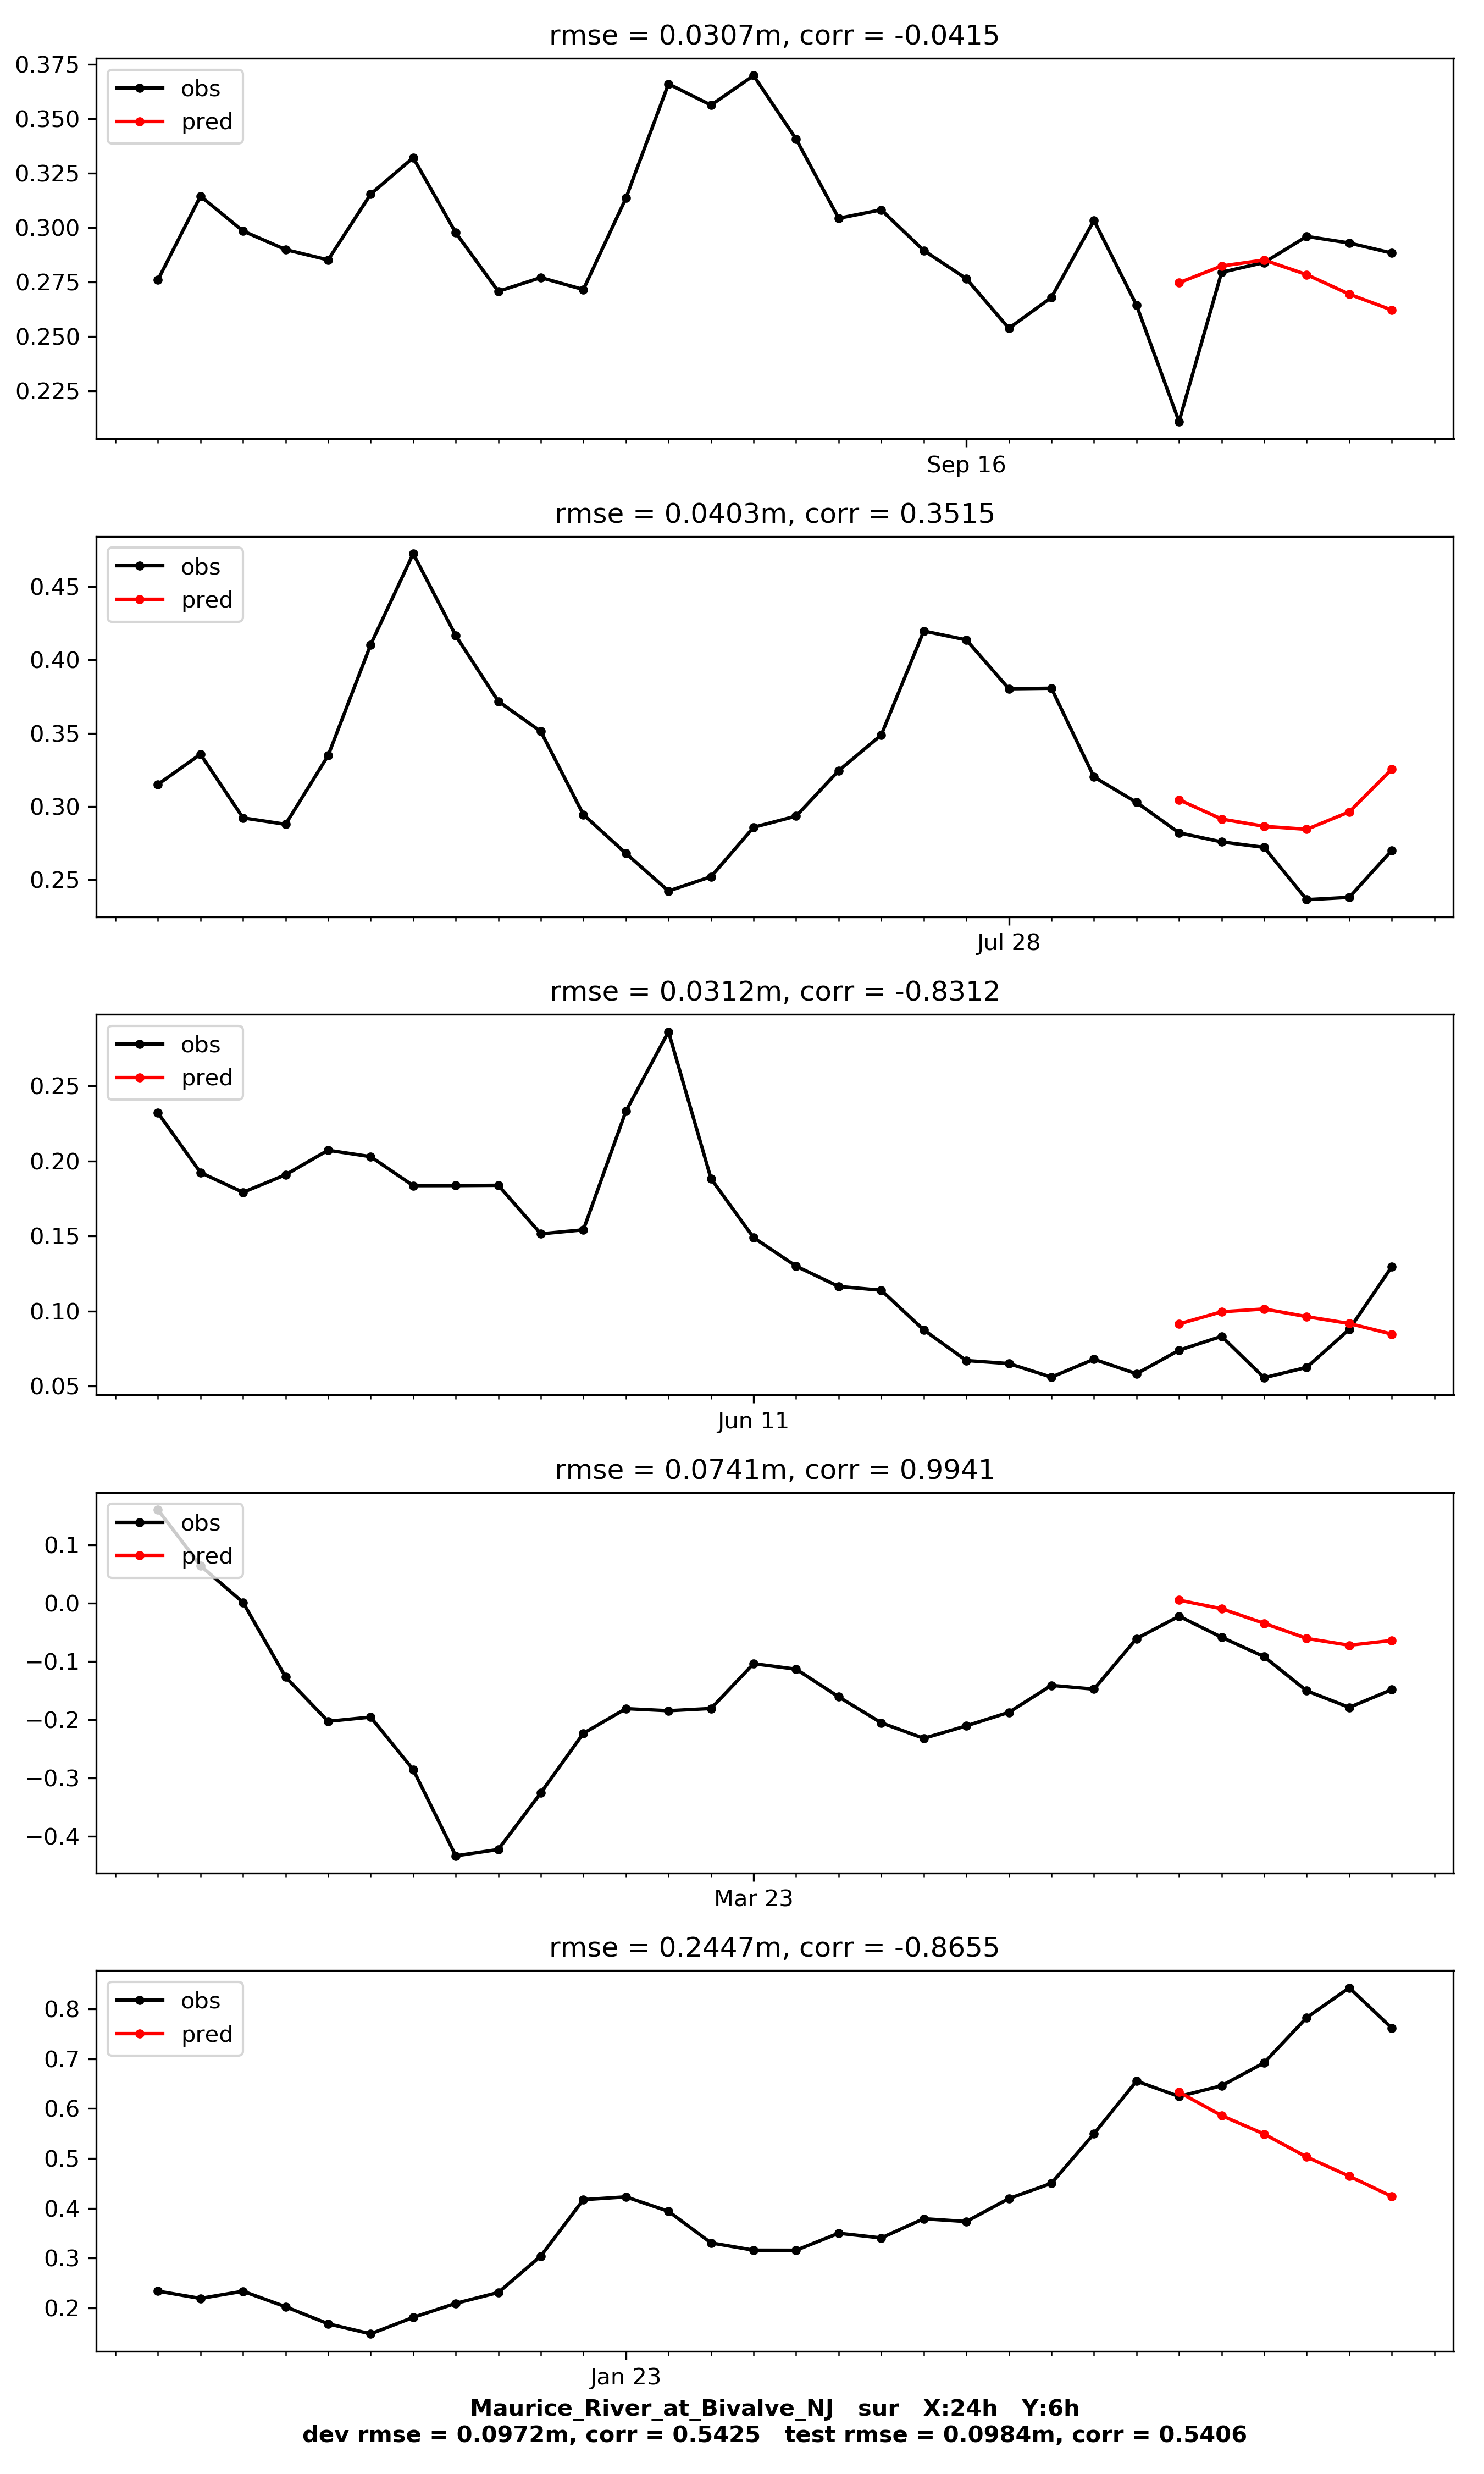 rmse = 0.0307m, corr = -0.0415
0.375
0.350
0.325
0.300
0.275
0.250
0.225
obs
pred
Sep 16
rmse = 0.0403m, corr = 0.3515
0.45
0.40
0.35
0.30
0.25
obs
pred
Jul 28
rmse = 0.0312m, corr = -0.8312
0.25
0.20
0.15
0.10
0.05
obs
pred
Jun 11
rmse = 0.0741m, corr = 0.9941
0.1
0.0
−0.1
−0.2
−0.3
−0.4
obs
pred
Mar 23
rmse = 0.2447m, corr = -0.8655
0.8
0.7
0.6
0.5
0.4
0.3
0.2
obs
pred
Jan 23
Maurice_River_at_Bivalve_NJ sur X:24h Y:6h
dev rmse = 0.0972m, corr = 0.5425 test rmse = 0.0984m, corr = 0.5406